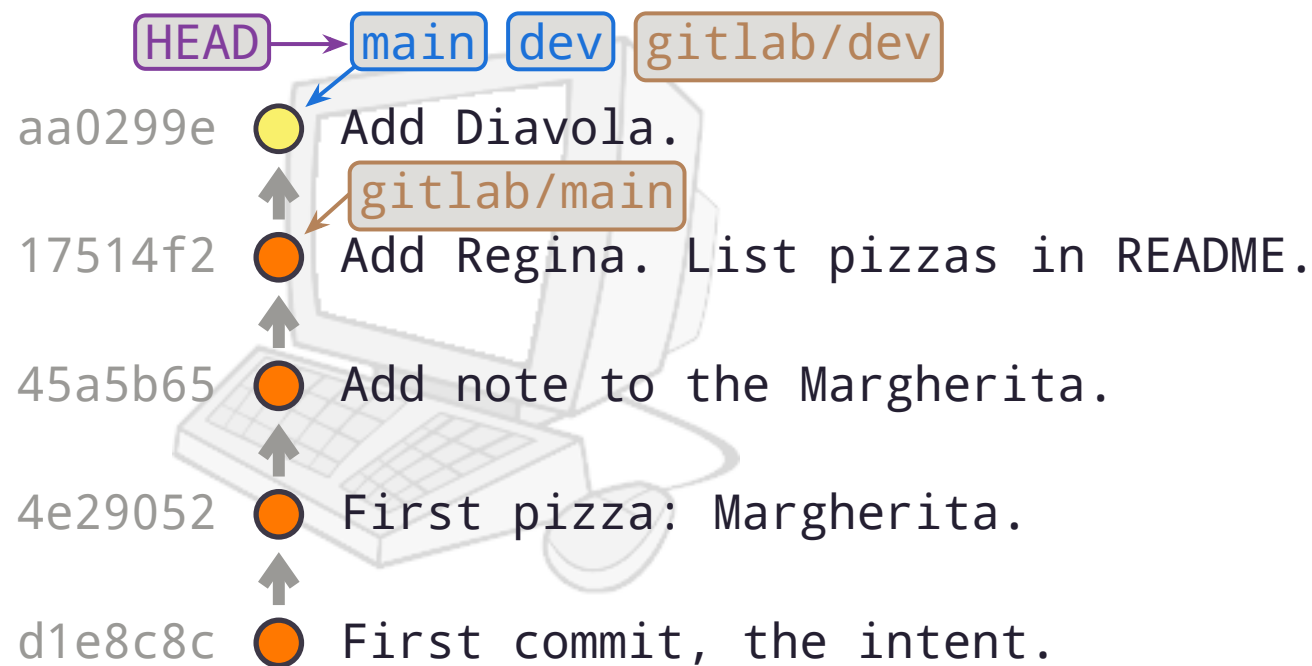 HEAD main dev gitlab/dev
aa0299e Add Diavola.
gitlab/main
17514f2 Add Regina. List pizzas in README.
45a5b65 Add note to the Margherita.
4e29052 First pizza: Margherita.
d1e8c8c First commit, the intent.